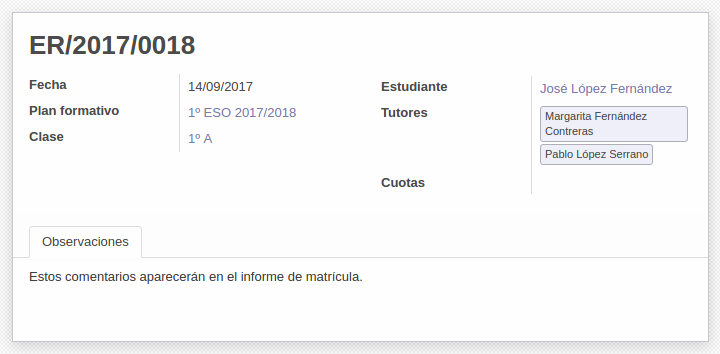 ER/2017/0018
Fecha 14/09/2017
Plan formativo 1º ESO 2017/2018
Clase 1º A
Estudiante José López Fernández
Tutores Margarita Fernández
Contreras
Pablo López Serrano
Cuotas
Observaciones
Estos comentarios aparecerán en el informe de matrícula.